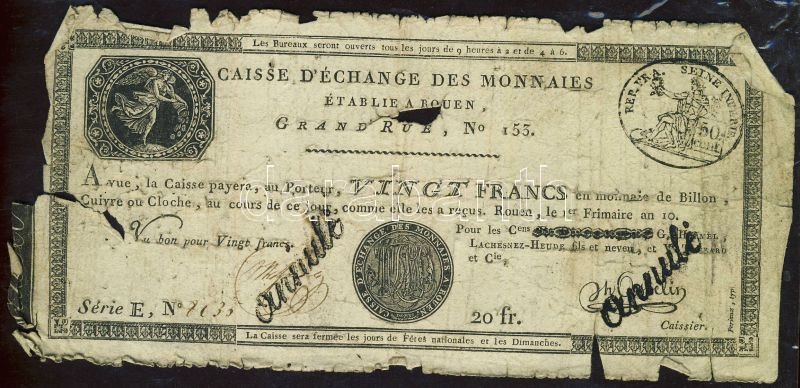 Les Bureaux seront ouverts tous les jours de 9 heures à 2 et de 4 à 6.
CAISSE D'ÉCHANGE DES MONNAIES
ÉTABLIE A ROUEN,
GRAND RUE, No 153.
REP. FRA. SEINE INFRE
50
CENT
A vue, la Caisse payera, au Porteur, VINGT FRANCS en monnaie de Billon,
Cuivre ou Cloche, au cours de ce jour, comme elle les a reçus. Rouen, le 1er Frimaire an 10.
Vu bon pour Vingt francs.
Pour les Cens
LACHESNEZ-HEUDE fils et neveu, et
et Cie,
annulé
annulé
CAISSE D'ECHANGE DES MONNAIES A ROUEN
Série E, No
20 fr.
Caissier.
La Caisse sera fermée les jours de Fêtes nationales et les Dimanches.
darabanth